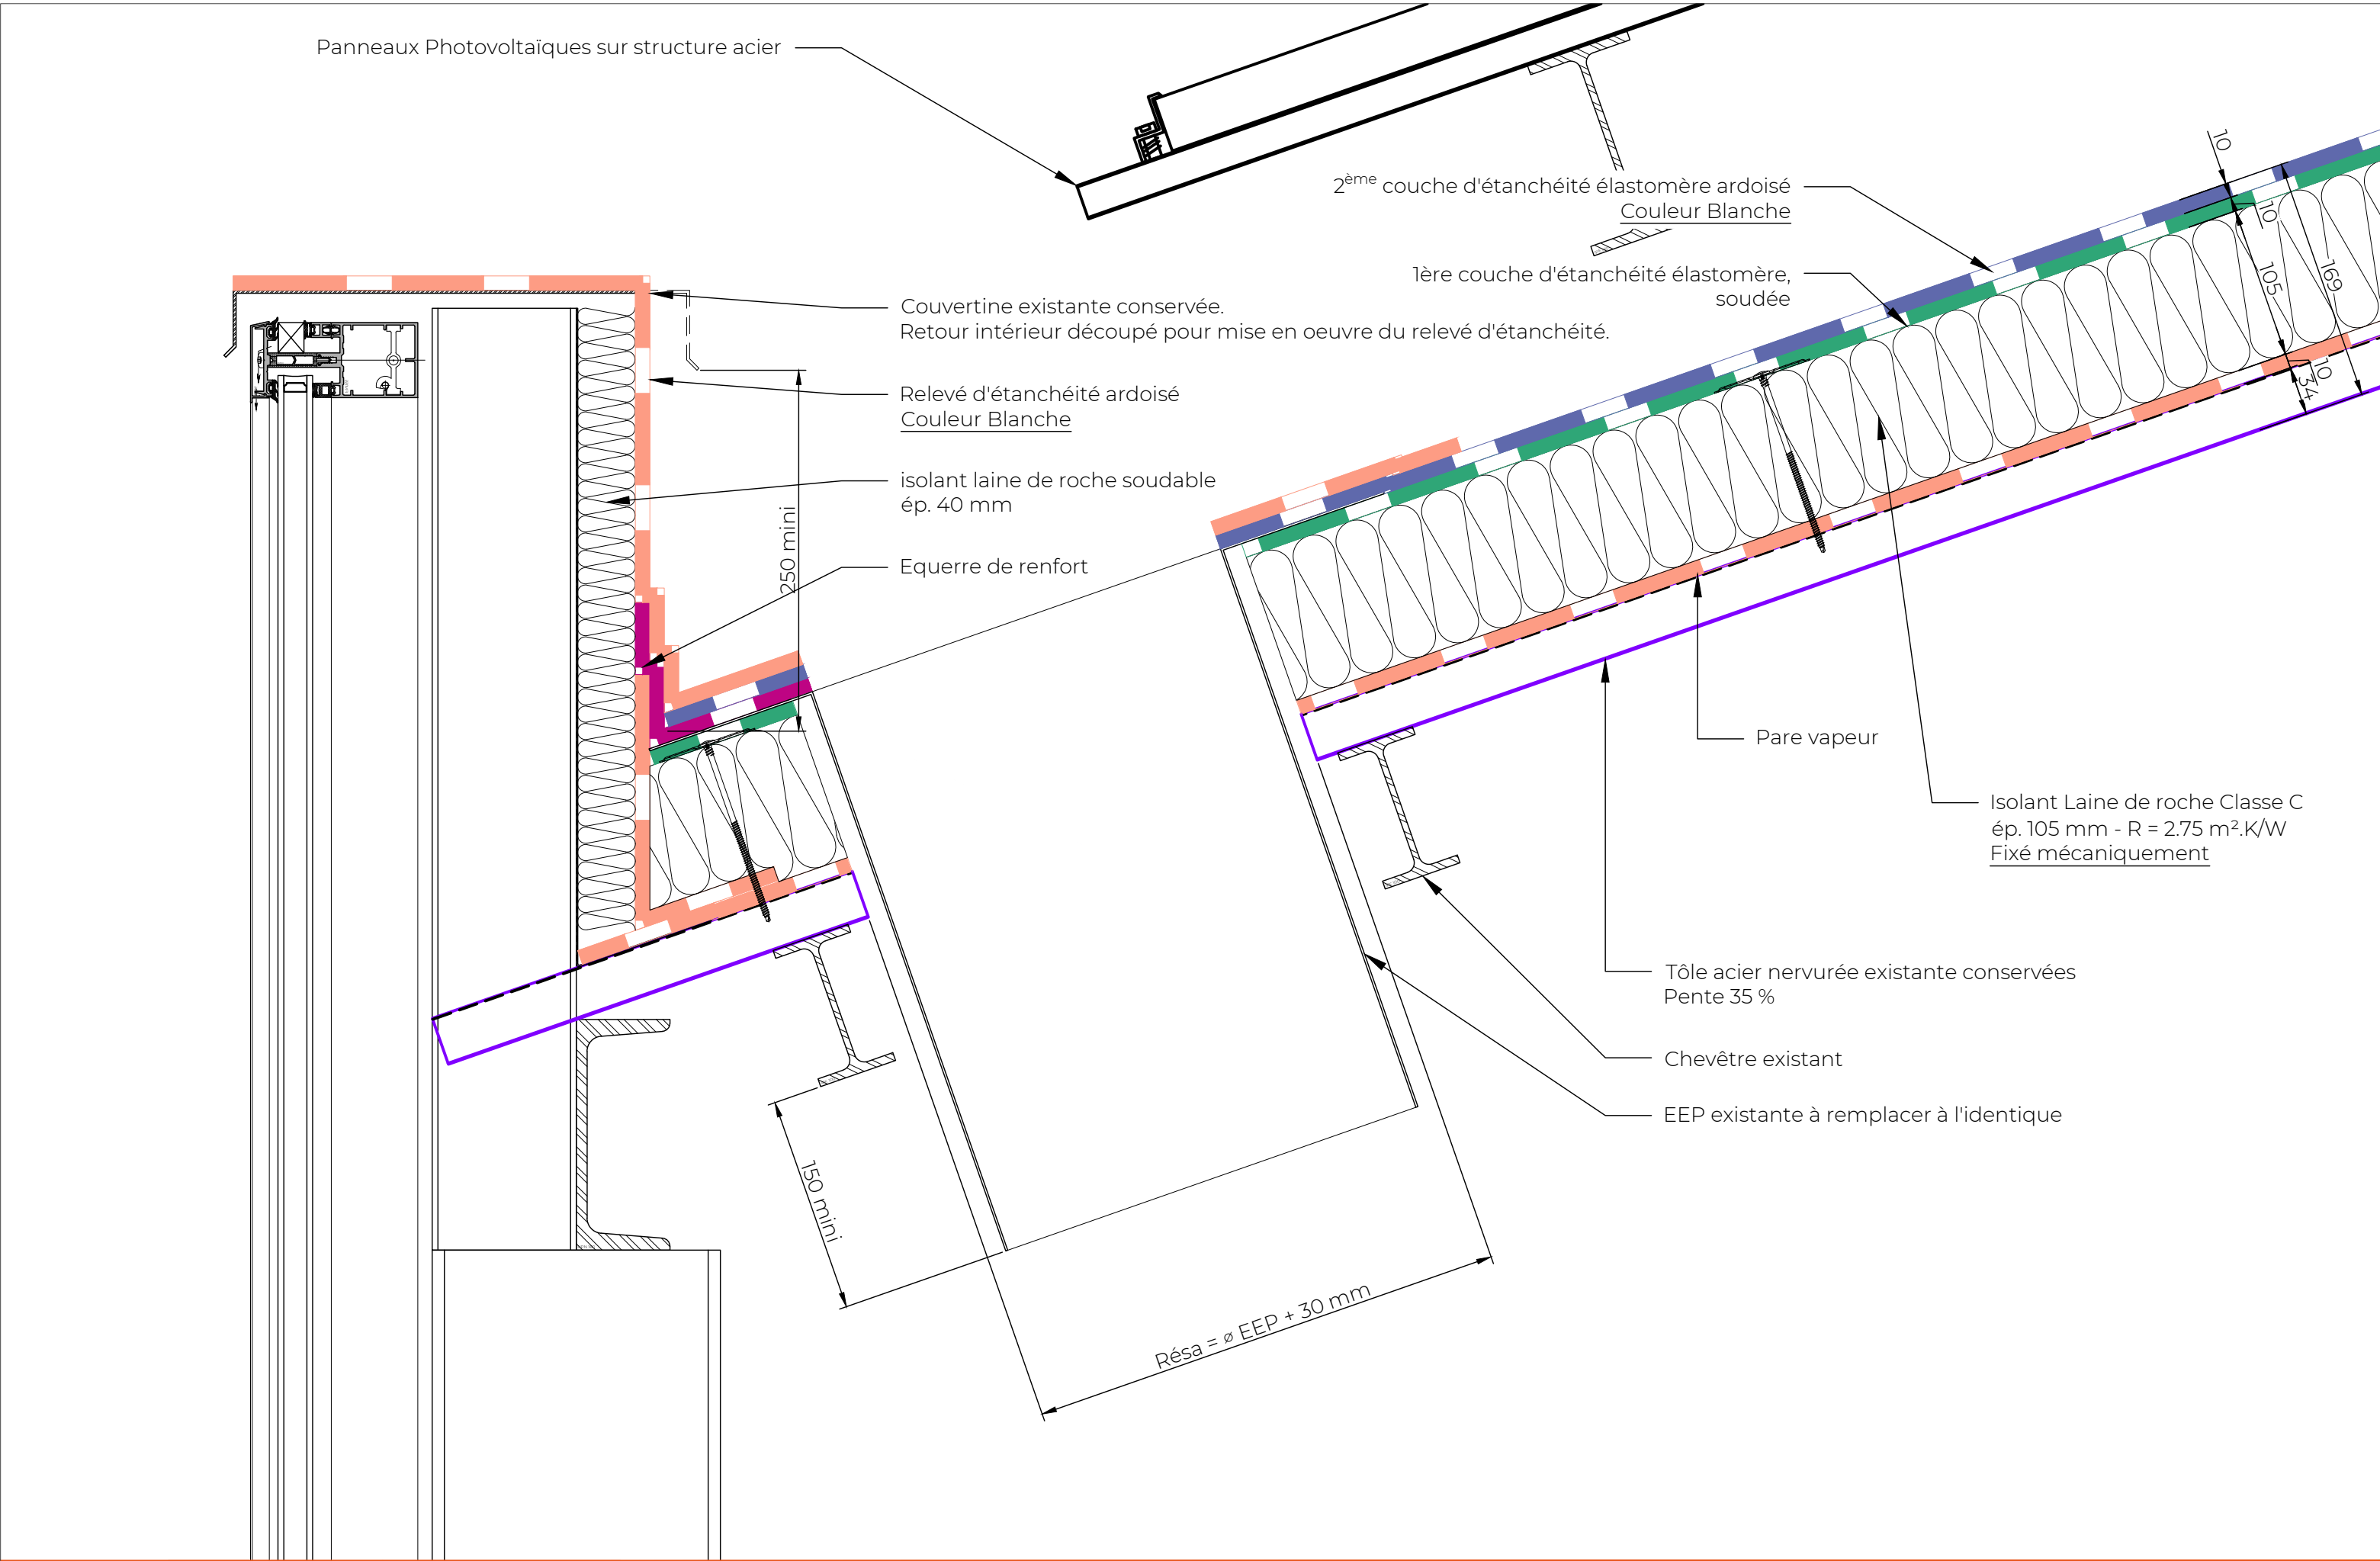 Panneaux Photovoltaïques sur structure acier
2ème couche d'étanchéité élastomère ardoisé
Couleur Blanche
1ère couche d'étanchéité élastomère,
soudée
Couvertine existante conservée.
Retour intérieur découpé pour mise en oeuvre du relevé d'étanchéité.
Relevé d'étanchéité ardoisé
Couleur Blanche
isolant laine de roche soudable
ép. 40 mm
Equerre de renfort
250 mini
10
10
105
169
10
34
Pare vapeur
Isolant Laine de roche Classe C
ép. 105 mm - R = 2.75 m².K/W
Fixé mécaniquement
Tôle acier nervurée existante conservées
Pente 35 %
Chevêtre existant
EEP existante à remplacer à l'identique
150 mini
Résa = ø EEP + 30 mm